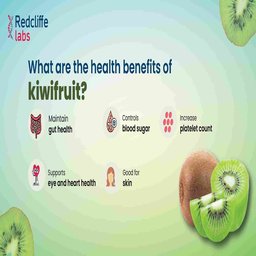 Redcliffe
labs
What are the health benefits of
kiwifruit?
Maintain
gut health
Controls
blood sugar
Increase
platelet count
Supports
eye and heart health
Good for
skin